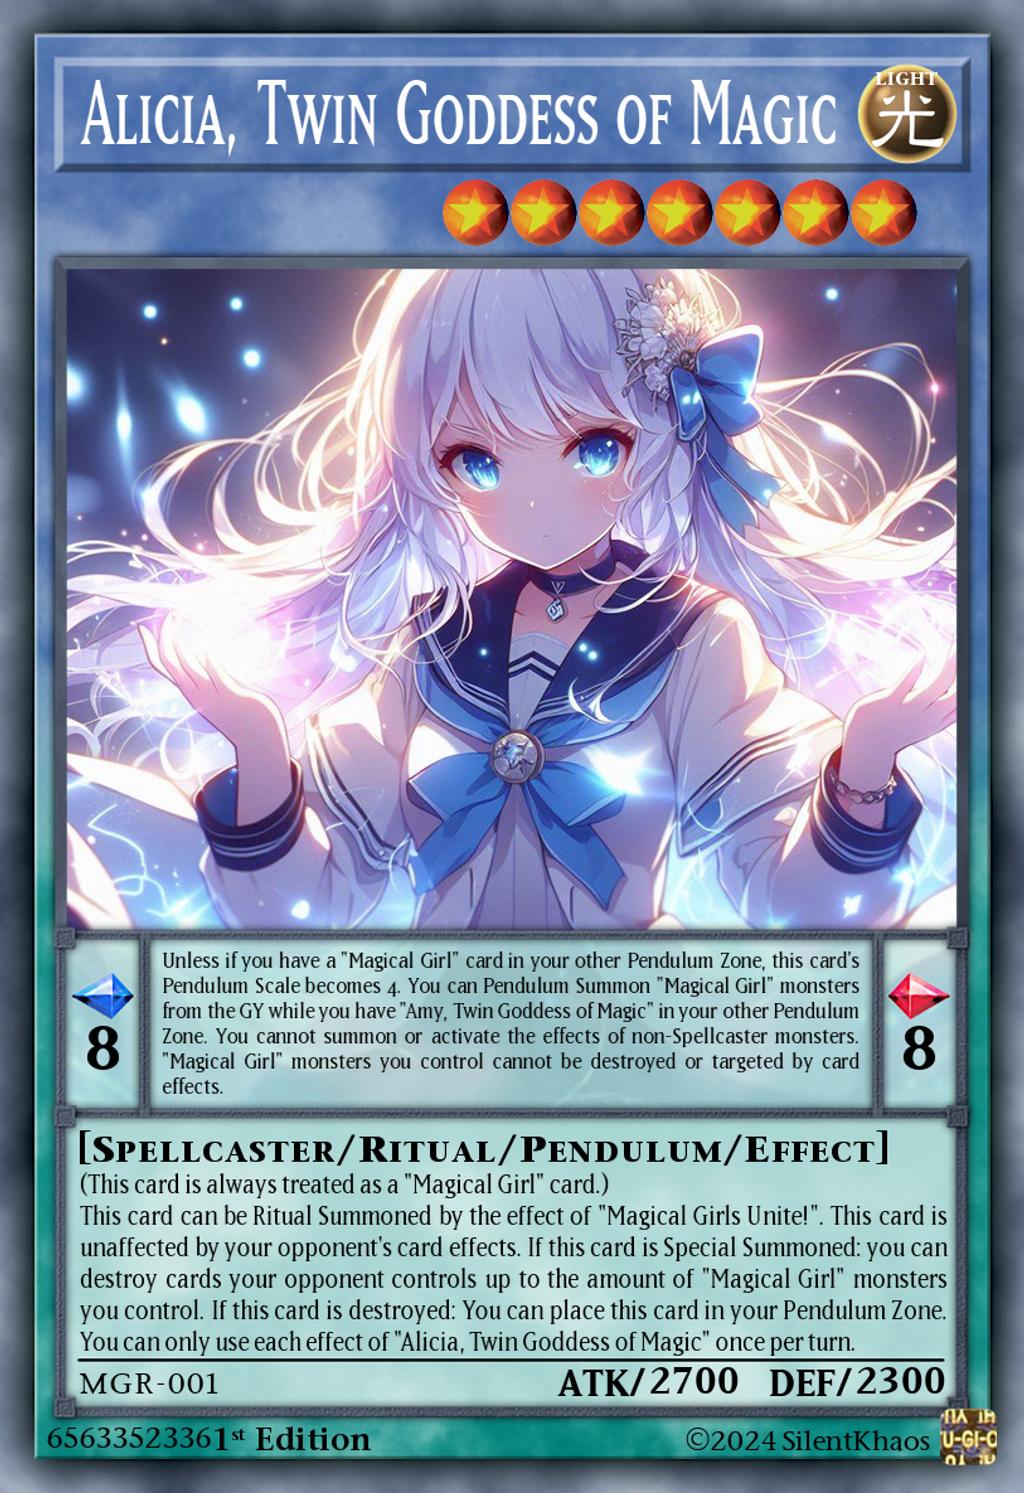 Alicia, Twin Goddess of Magic
LIGHT
光
Unless if you have a "Magical Girl" card in your other Pendulum Zone, this card's
Pendulum Scale becomes 4. You can Pendulum Summon "Magical Girl" monsters
from the GY while you have "Amy, Twin Goddess of Magic" in your other Pendulum
Zone. You cannot summon or activate the effects of non-Spellcaster monsters.
"Magical Girl" monsters you control cannot be destroyed or targeted by card
effects.
8
8
[Spellcaster/Ritual/Pendulum/Effect]
(This card is always treated as a "Magical Girl" card.)
This card can be Ritual Summoned by the effect of "Magical Girls Unite!". This card is
unaffected by your opponent's card effects. If this card is Special Summoned: you can
destroy cards your opponent controls up to the amount of "Magical Girl" monsters
you control. If this card is destroyed: You can place this card in your Pendulum Zone.
You can only use each effect of "Alicia, Twin Goddess of Magic" once per turn.
MGR-001
ATK/2700 DEF/2300
65633523361st Edition
©2024 SilentKhaos
U-GI-O